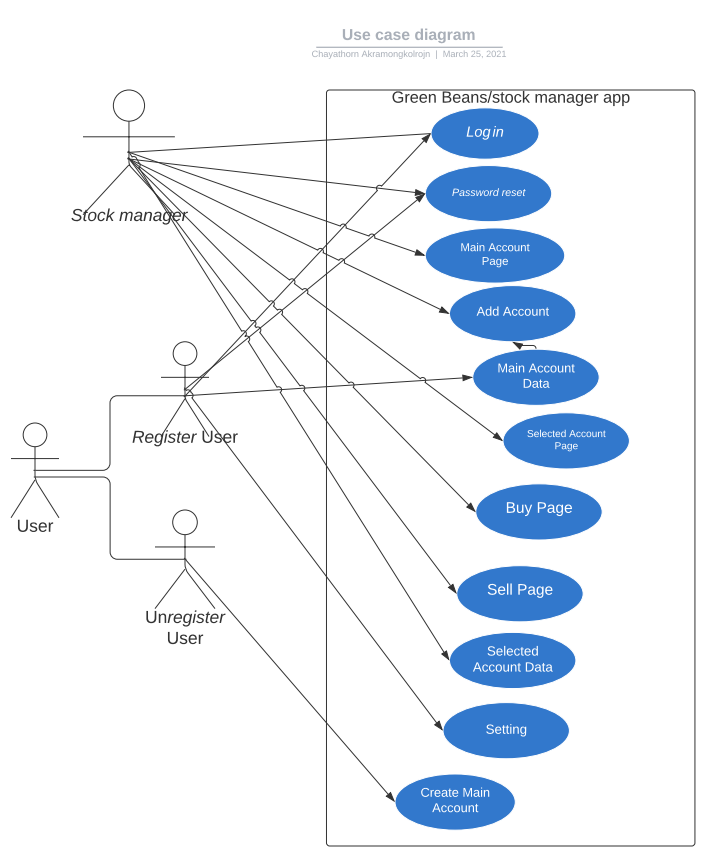 Use case diagram
Chayathorn Akramongkolrojn | March 25, 2021
Green Beans/stock manager app
Log in
Password reset
Stock manager
Main Account
Page
Add Account
Main Account
Data
Register User
Selected Account
Page
User
Buy Page
Sell Page
Unregister
User
Selected
Account Data
Setting
Create Main
Account